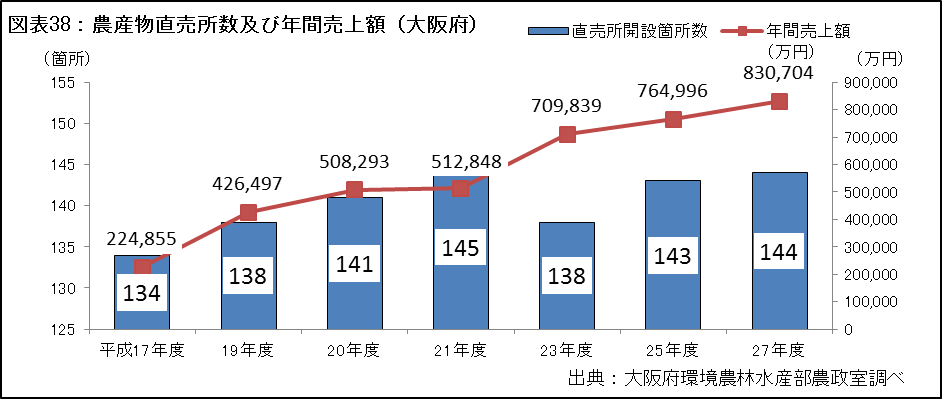 図表38：農産物直売所数及び年間売上額（大阪府）
直売所開設箇所数 年間売上額
（箇所） （万円） （万円）
155 900,000
150 800,000
145 700,000
140 600,000
135 500,000
130 400,000
125 300,000
200,000
100,000
0
224,855 426,497 508,293 512,848 709,839 764,996 830,704
134 138 141 145 138 143 144
平成17年度 19年度 20年度 21年度 23年度 25年度 27年度
出典：大阪府環境農林水産部農政室調べ